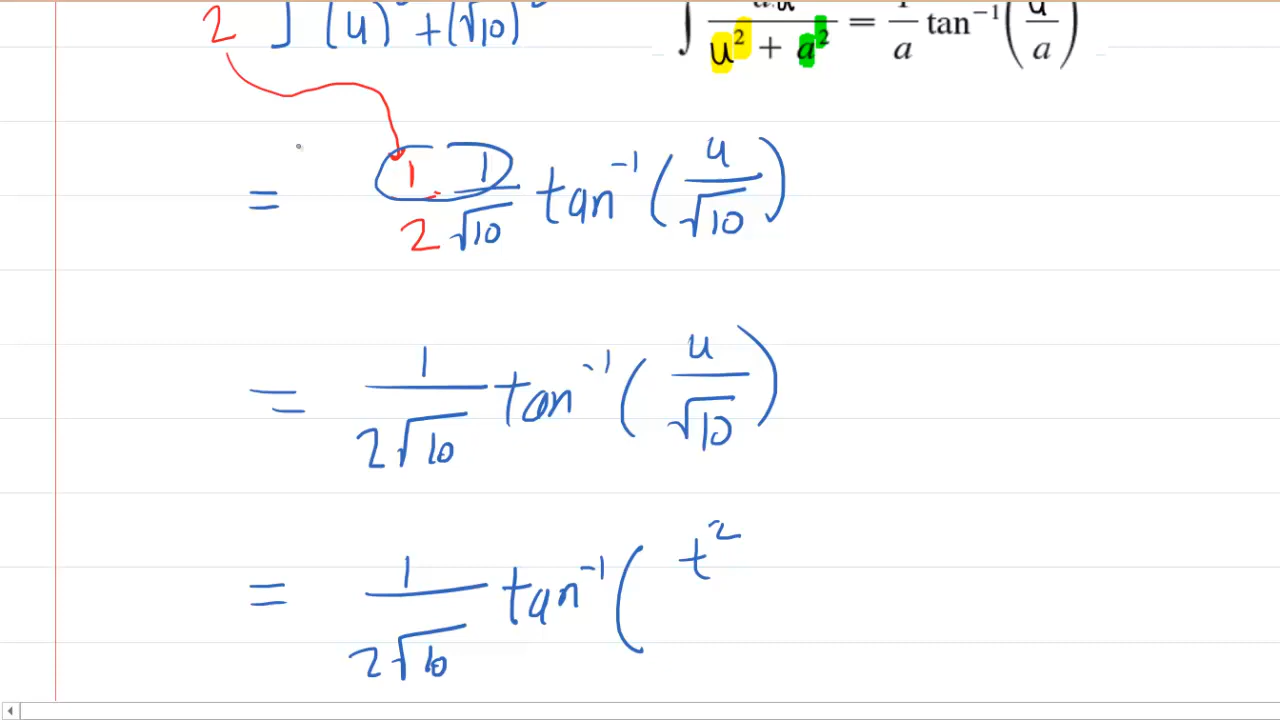 2 ∫ (u)² + (√10)² ∫ du/(u² + a²) = 1/a tan⁻¹(u/a)
= 1/2 · 1/√10 tan⁻¹(u/√10)
= 1/(2√10) tan⁻¹(u/√10)
= 1/(2√10) tan⁻¹(t²